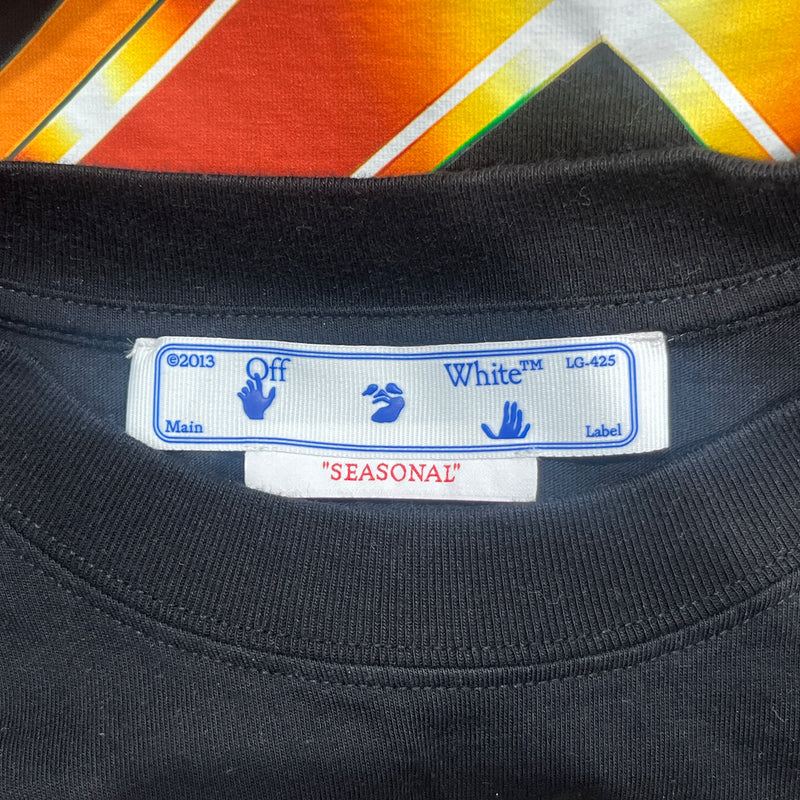 ©2013 Off White™ LG-425
Main Label
"SEASONAL"